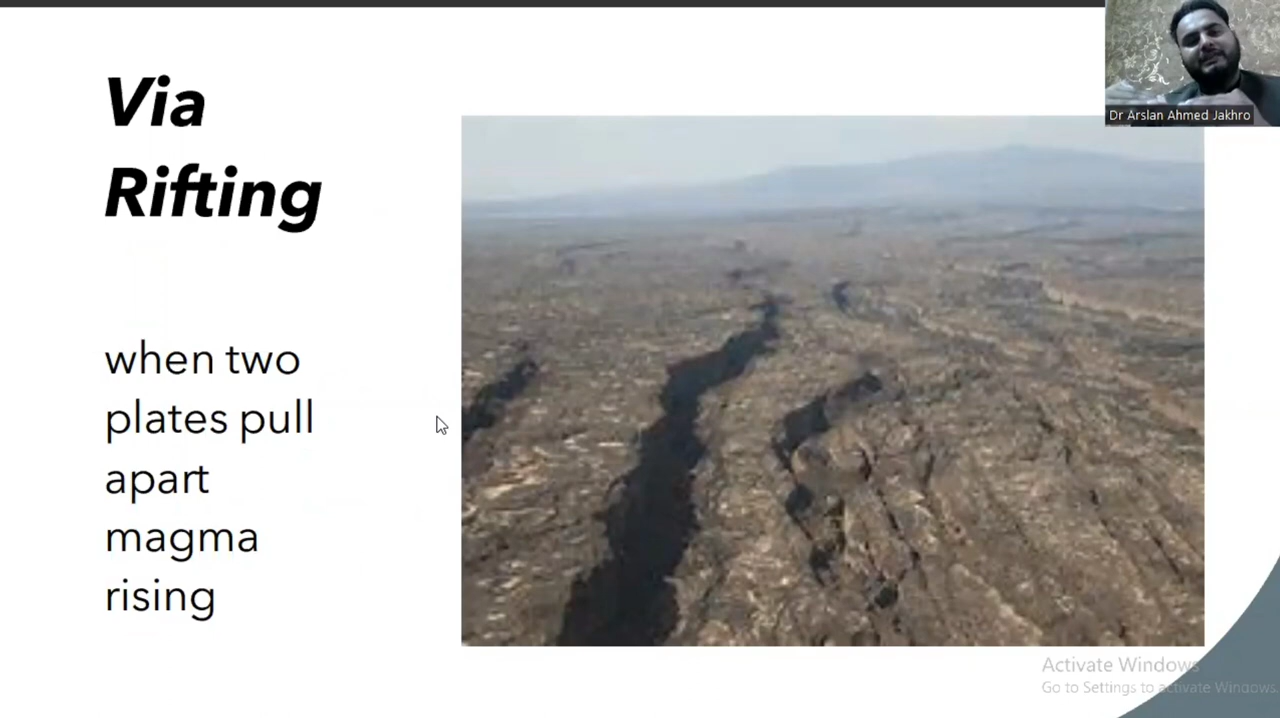 Via
Rifting
when two
plates pull
apart
magma
rising
Dr Arslan Ahmed Jakhro
Activate Windows
Go to Settings to activate Windows.